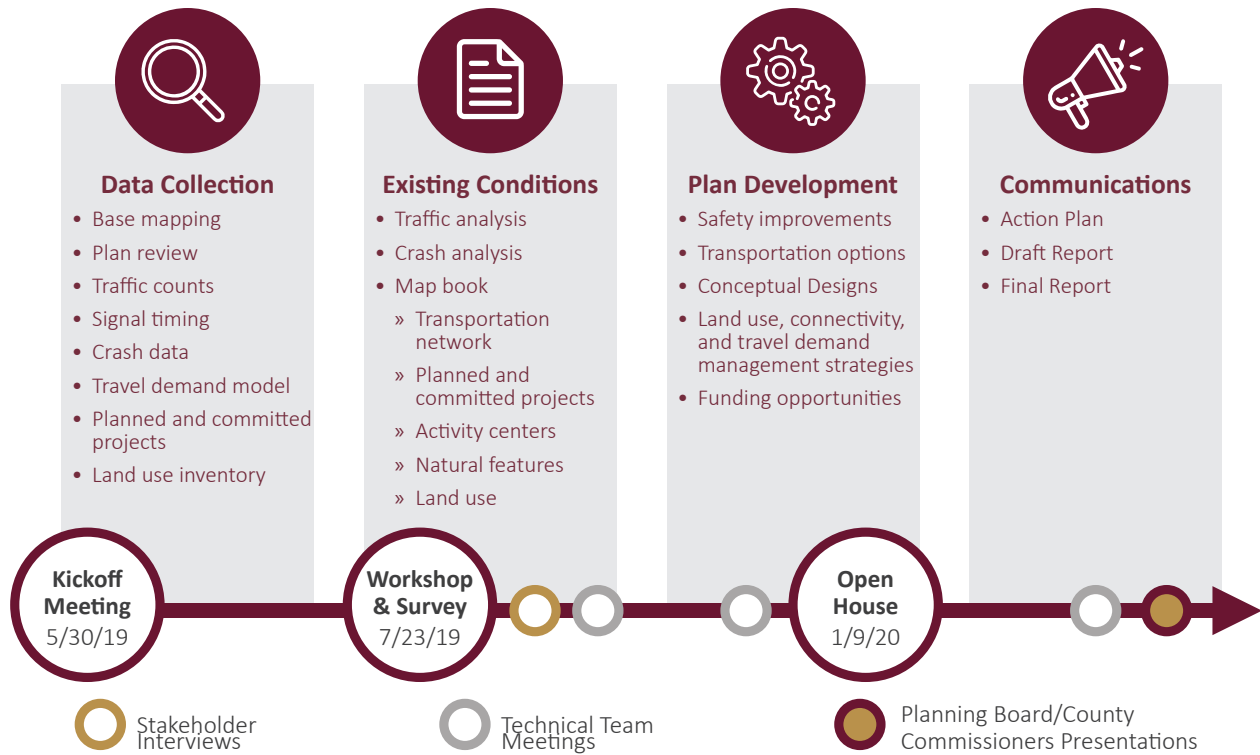 Data Collection
• Base mapping
• Plan review
• Traffic counts
• Signal timing
• Crash data
• Travel demand model
• Planned and committed
projects
• Land use inventory
Existing Conditions
• Traffic analysis
• Crash analysis
• Map book
» Transportation
network
» Planned and
committed projects
» Activity centers
» Natural features
» Land use
Plan Development
• Safety improvements
• Transportation options
• Conceptual Designs
• Land use, connectivity,
and travel demand
management strategies
• Funding opportunities
Communications
• Action Plan
• Draft Report
• Final Report
Kickoff
Meeting
5/30/19
Workshop
& Survey
7/23/19
Open
House
1/9/20
Stakeholder
Interviews
Technical Team
Meetings
Planning Board/County
Commissioners Presentations